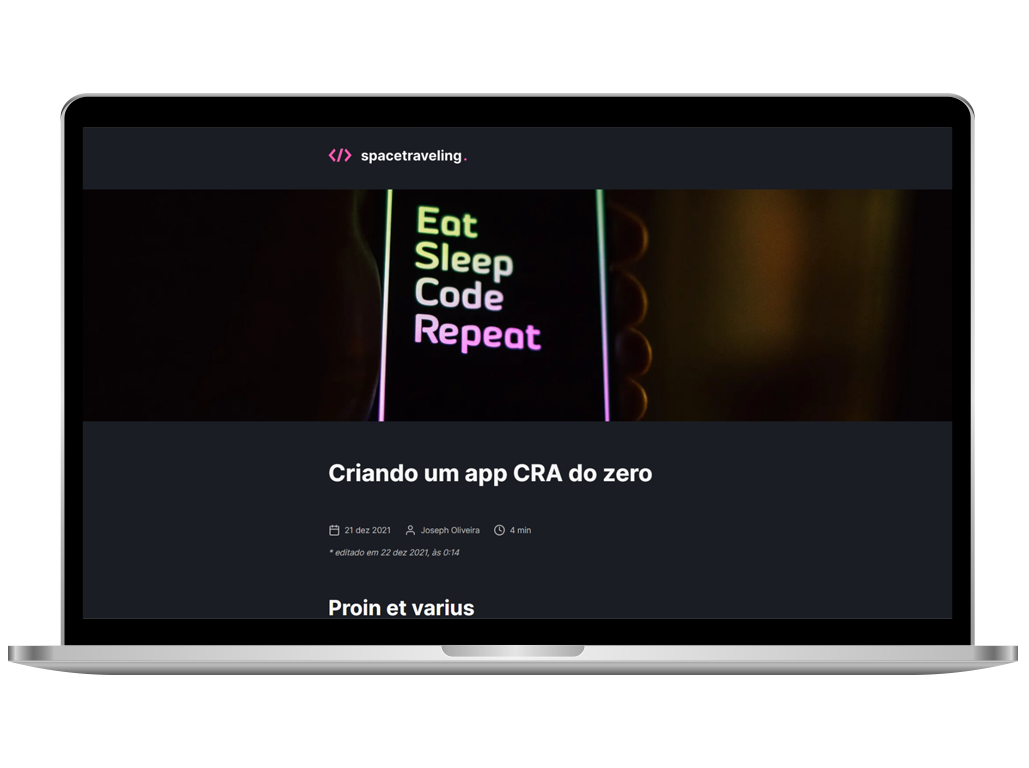 </> spacetraveling.
Eat
Sleep
Code
Repeat
Criando um app CRA do zero
21 dez 2021 Joseph Oliveira 4 min
* editado em 22 dez 2021, às 0:14
Proin et varius